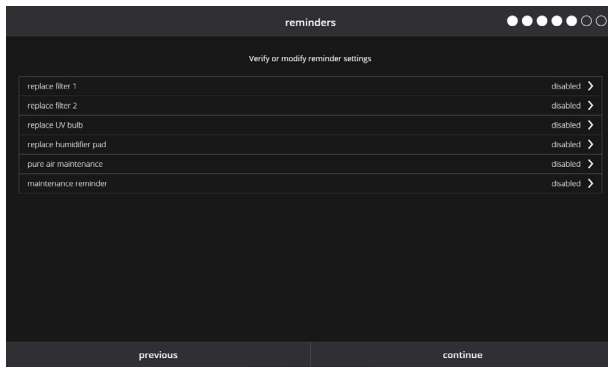 reminders
Verify or modify reminder settings
replace filter 1 disabled
replace filter 2 disabled
replace UV bulb disabled
replace humidifier pad disabled
pure air maintenance disabled
maintenance reminder disabled
previous continue